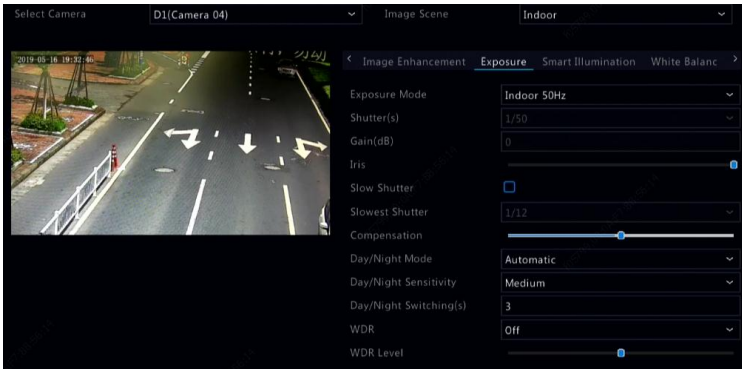 Select Camera D1(Camera 04) Image Scene Indoor
2019-05-16 19:32:46
Image Enhancement Exposure Smart Illumination White Balanc
Exposure Mode Indoor 50Hz
Shutter(s) 1/50
Gain(dB) 0
Iris
Slow Shutter
Slowest Shutter 1/12
Compensation
Day/Night Mode Automatic
Day/Night Sensitivity Medium
Day/Night Switching(s) 3
WDR Off
WDR Level